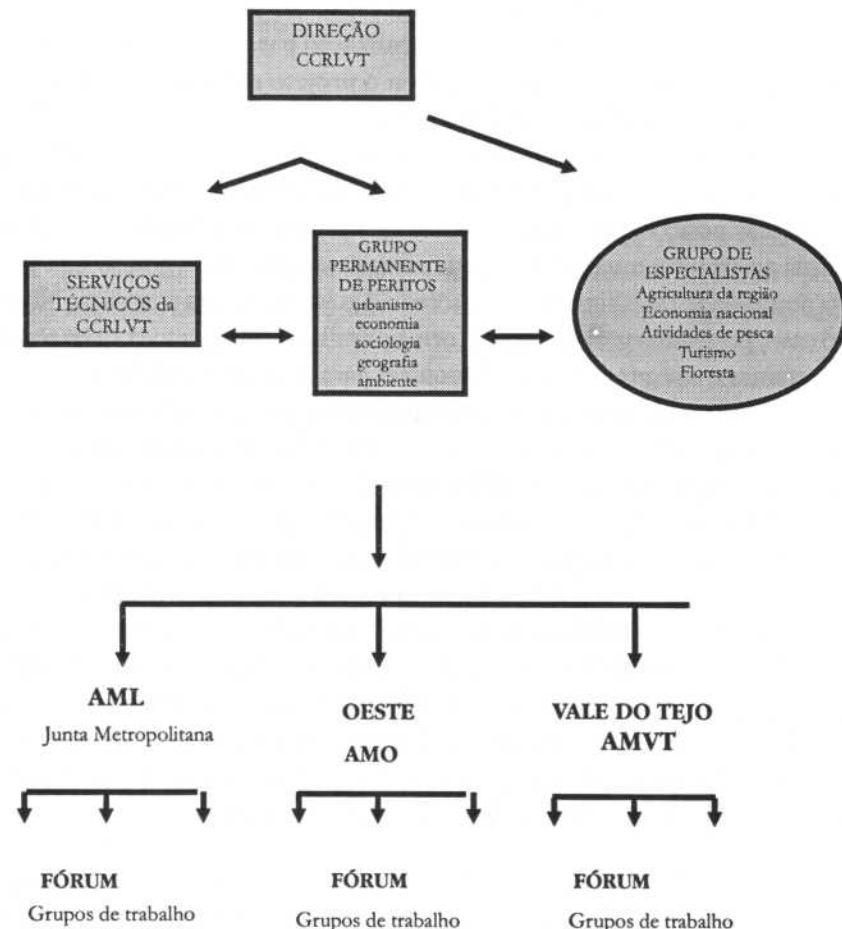 DIREÇÃO
CCRLVT
SERVIÇOS
TÉCNICOS da
CCRLVT
GRUPO
PERMANENTE
DE PERITOS
urbanismo
economia
sociologia
geografia
ambiente
GRUPO DE
ESPECIALISTAS
Agricultura da região
Economia nacional
Atividades de pesca
Turismo
Floresta
AML
Junta Metropolitana
OESTE
AMO
VALE DO TEJO
AMVT
FÓRUM
Grupos de trabalho
FÓRUM
Grupos de trabalho
FÓRUM
Grupos de trabalho